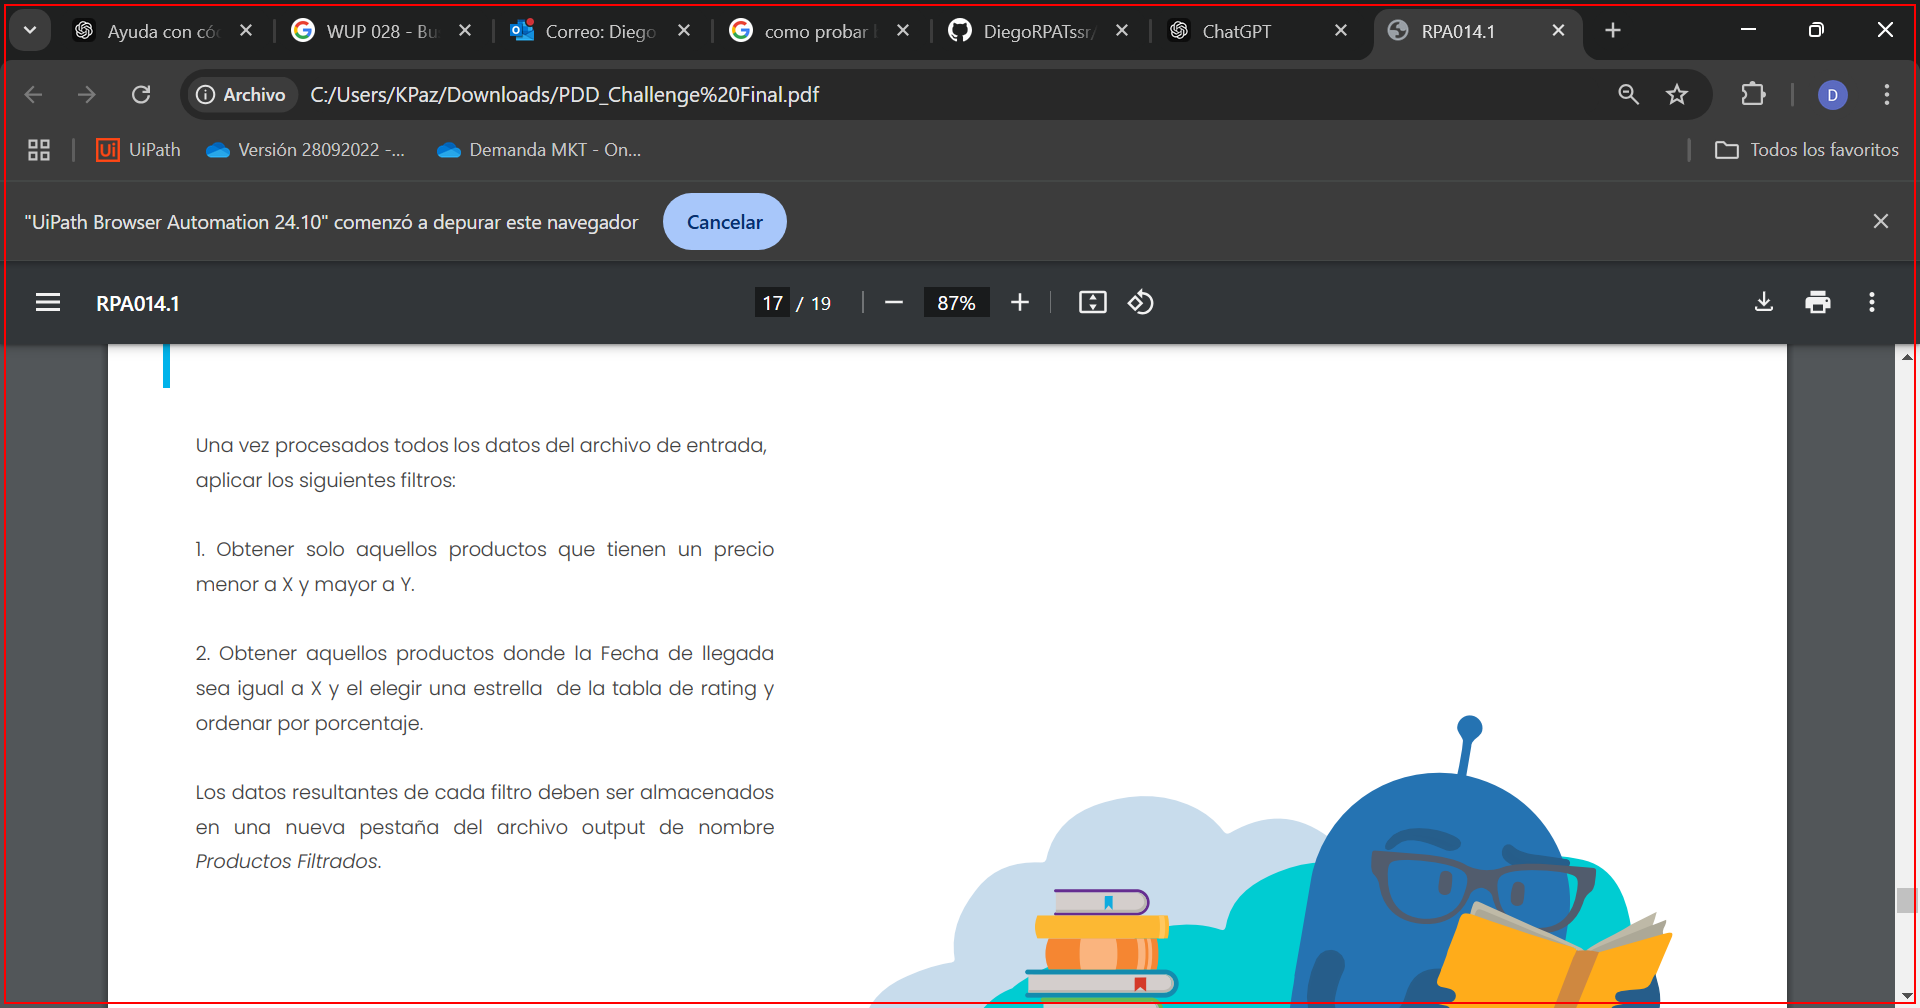 Ayuda con có
WUP 028 - Bu
Correo: Diego
como probar
DiegoRPATssr/
ChatGPT
RPA014.1
Archivo
C:/Users/KPaz/Downloads/PDD_Challenge%20Final.pdf
D
Ui
UiPath
Versión 28092022 -...
Demanda MKT - On...
Todos los favoritos
"UiPath Browser Automation 24.10" comenzó a depurar este navegador
Cancelar
RPA014.1
17 / 19
87%
Una vez procesados todos los datos del archivo de entrada,
aplicar los siguientes filtros:
1. Obtener solo aquellos productos que tienen un precio
menor a X y mayor a Y.
2. Obtener aquellos productos donde la Fecha de llegada
sea igual a X y el elegir una estrella de la tabla de rating y
ordenar por porcentaje.
Los datos resultantes de cada filtro deben ser almacenados
en una nueva pestaña del archivo output de nombre
Productos Filtrados.